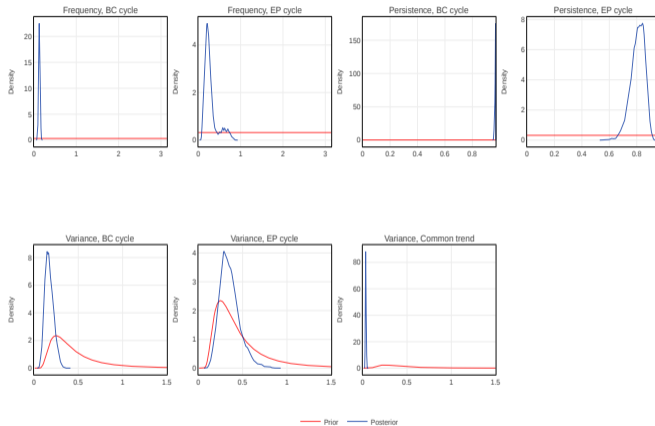 Frequency, BC cycle
Density
20
15
10
5
0
0 1 2 3
Frequency, EP cycle
Density
4
2
0
0 1 2 3
Persistence, BC cycle
Density
150
100
50
0
0 0.2 0.4 0.6 0.8
Persistence, EP cycle
Density
8
6
4
2
0
0 0.2 0.4 0.6 0.8
Variance, BC cycle
Density
8
6
4
2
0
0 0.5 1 1.5
Variance, EP cycle
Density
4
3
2
1
0
0 0.5 1 1.5
Variance, Common trend
Density
80
60
40
20
0
0 0.5 1 1.5
Prior Posterior